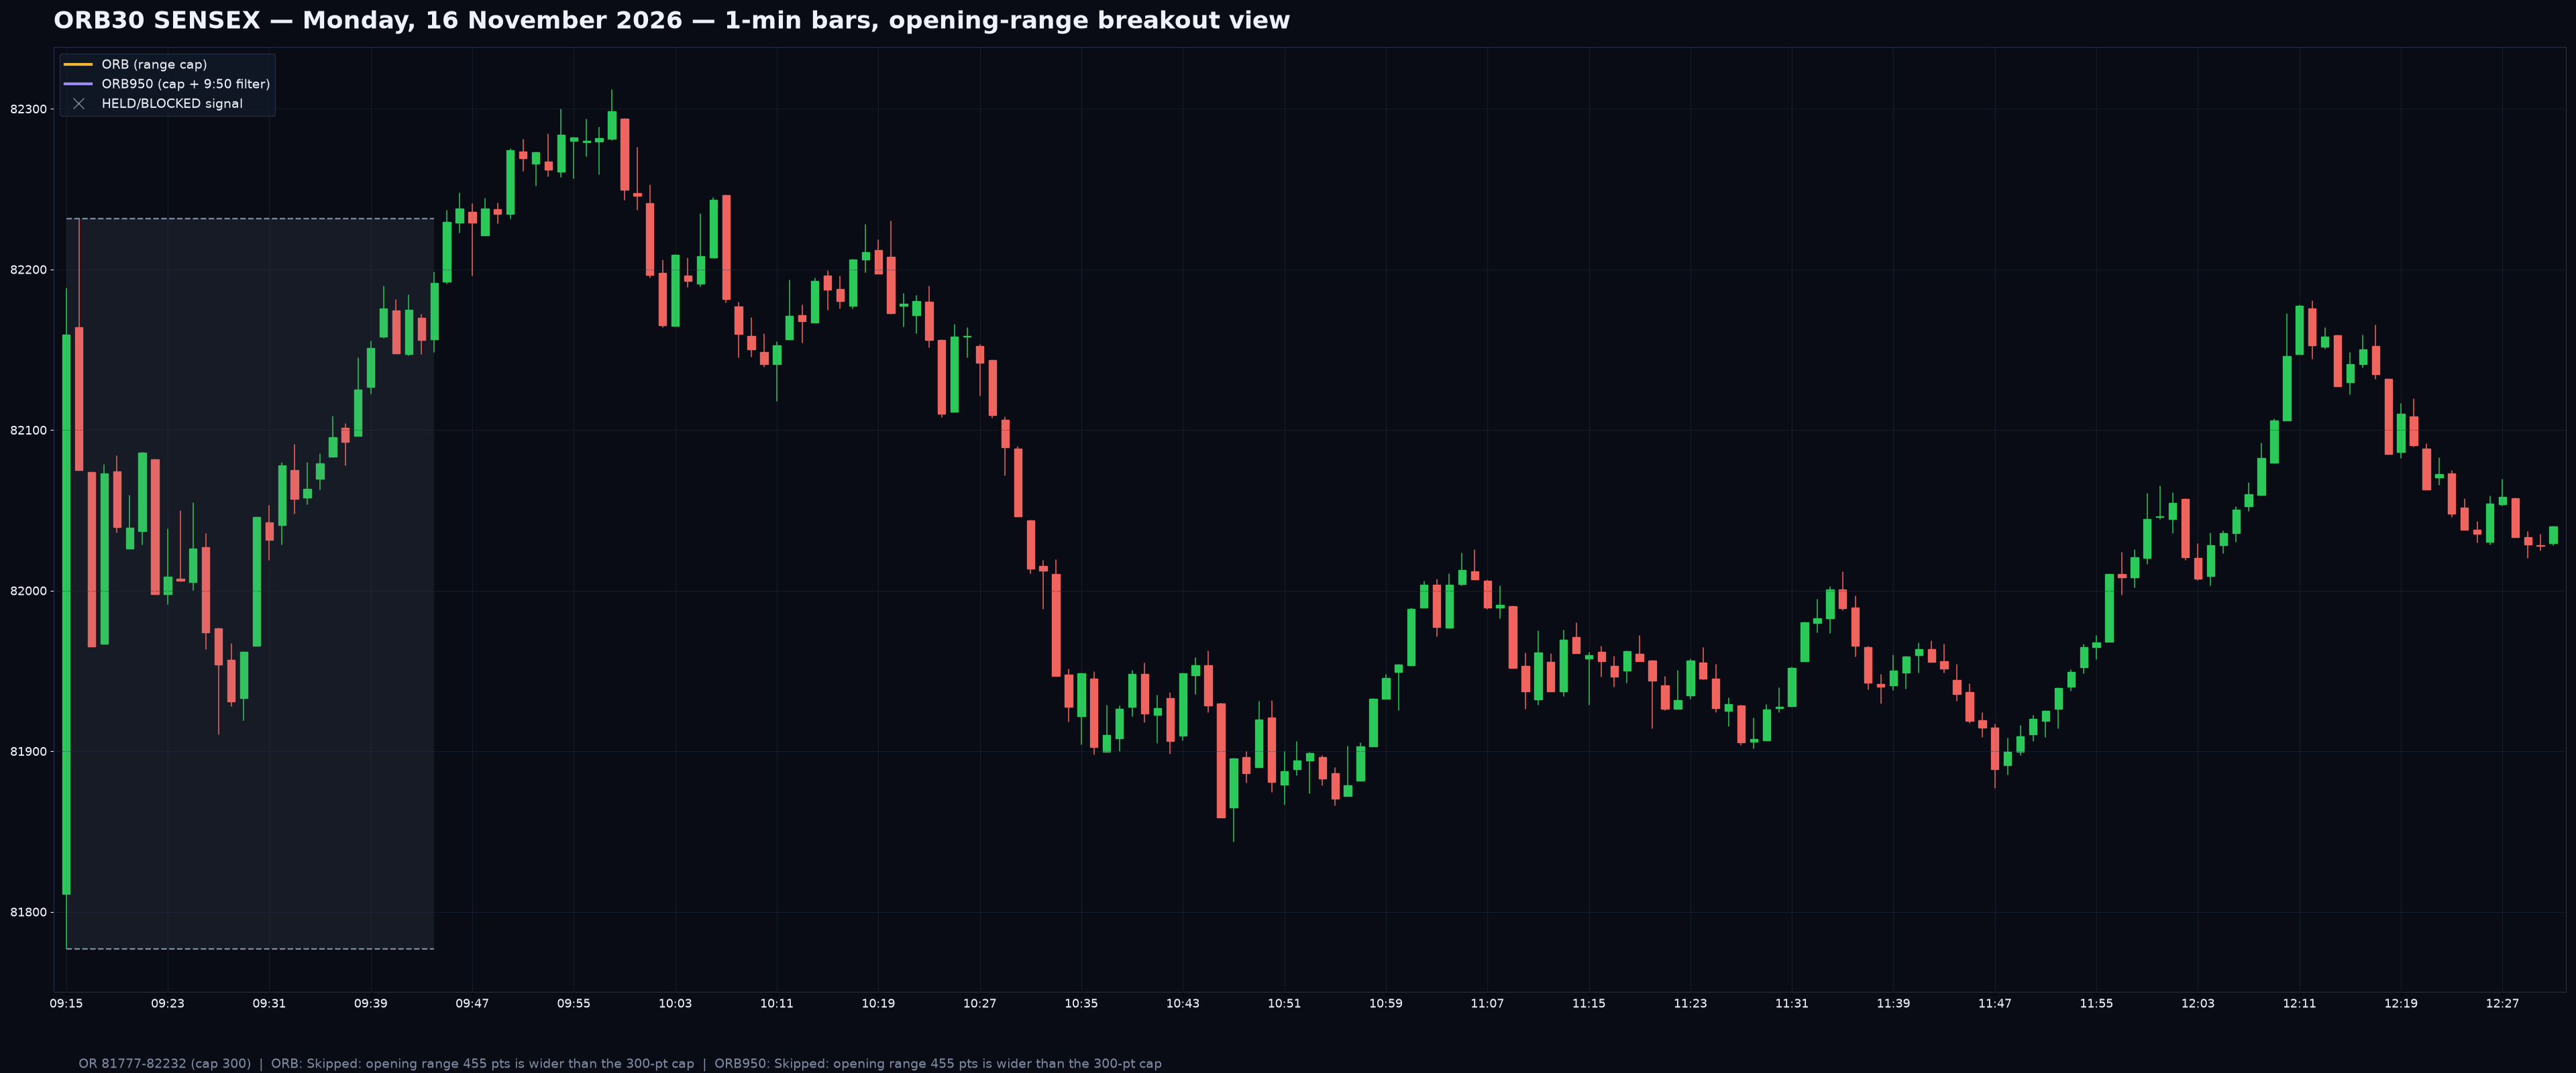 ORB30 SENSEX — Monday, 16 November 2026 — 1-min bars, opening-range breakout view
ORB (range cap)
ORB950 (cap + 9:50 filter)
HELD/BLOCKED signal
82300
82200
82100
82000
81900
81800
09:15 09:23 09:31 09:39 09:47 09:55 10:03 10:11 10:19 10:27 10:35 10:43 10:51 10:59 11:07 11:15 11:23 11:31 11:39 11:47 11:55 12:03 12:11 12:19 12:27
OR 81777-82232 (cap 300) | ORB: Skipped: opening range 455 pts is wider than the 300-pt cap | ORB950: Skipped: opening range 455 pts is wider than the 300-pt cap